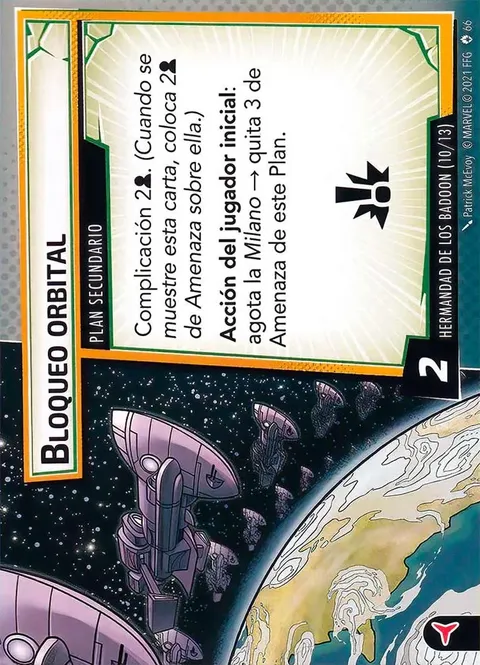 BLOQUEO ORBITAL
PLAN SECUNDARIO
Complicación 2. (Cuando se
muestre esta carta, coloca 2
de Amenaza sobre ella.)
Acción del jugador inicial:
agota la Milano → quita 3 de
Amenaza de este Plan.
2
HERMANDAD DE LOS BADOON (10/13)
Patrick McEvoy © MARVEL © 2021 FFG 66